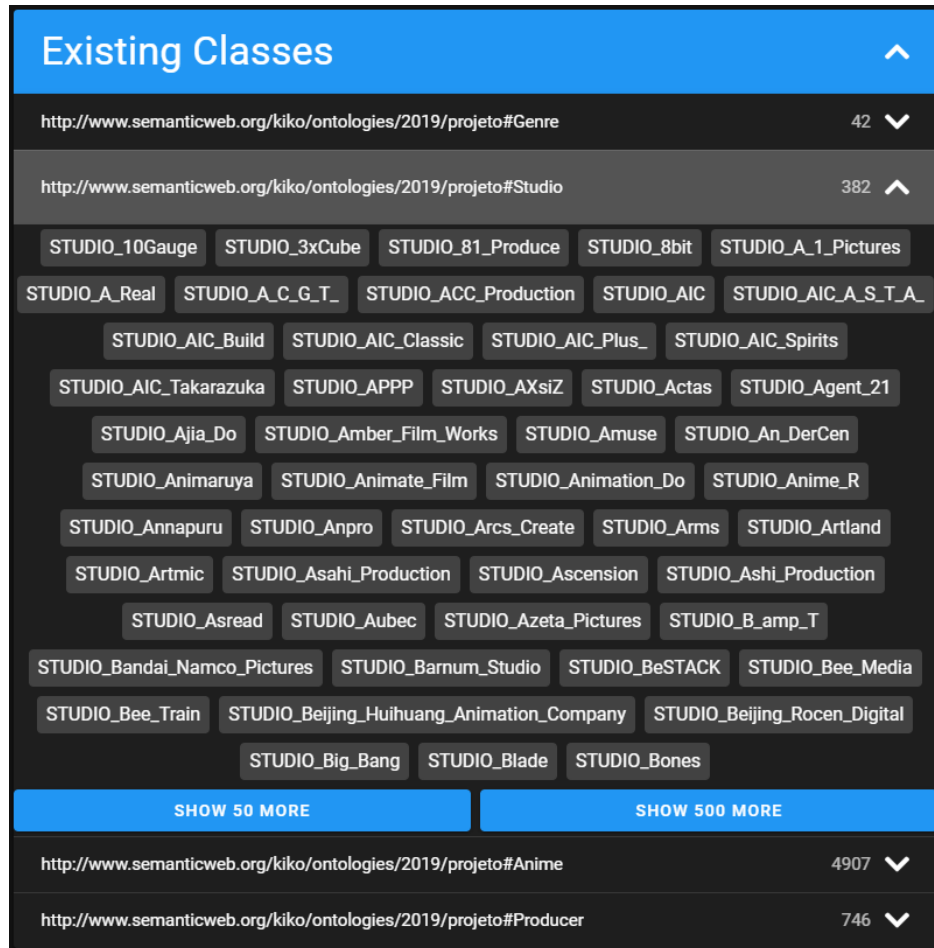 Existing Classes
http://www.semanticweb.org/kiko/ontologies/2019/projeto#Genre 42
http://www.semanticweb.org/kiko/ontologies/2019/projeto#Studio 382
STUDIO_10Gauge STUDIO_3xCube STUDIO_81_Produce STUDIO_8bit STUDIO_A_1_Pictures
STUDIO_A_Real STUDIO_A_C_G_T_ STUDIO_ACC_Production STUDIO_AIC STUDIO_AIC_A_S_T_A_
STUDIO_AIC_Build STUDIO_AIC_Classic STUDIO_AIC_Plus_ STUDIO_AIC_Spirits
STUDIO_AIC_Takarazuka STUDIO_APPP STUDIO_AXsiZ STUDIO_Actas STUDIO_Agent_21
STUDIO_Ajia_Do STUDIO_Amber_Film_Works STUDIO_Amuse STUDIO_An_DerCen
STUDIO_Animaruya STUDIO_Animate_Film STUDIO_Animation_Do STUDIO_Anime_R
STUDIO_Annapuru STUDIO_Anpro STUDIO_Arcs_Create STUDIO_Arms STUDIO_Artland
STUDIO_Artmic STUDIO_Asahi_Production STUDIO_Ascension STUDIO_Ashi_Production
STUDIO_Asread STUDIO_Aubec STUDIO_Azeta_Pictures STUDIO_B_amp_T
STUDIO_Bandai_Namco_Pictures STUDIO_Barnum_Studio STUDIO_BeSTACK STUDIO_Bee_Media
STUDIO_Bee_Train STUDIO_Beijing_Huihuang_Animation_Company STUDIO_Beijing_Rocen_Digital
STUDIO_Big_Bang STUDIO_Blade STUDIO_Bones
SHOW 50 MORE SHOW 500 MORE
http://www.semanticweb.org/kiko/ontologies/2019/projeto#Anime 4907
http://www.semanticweb.org/kiko/ontologies/2019/projeto#Producer 746